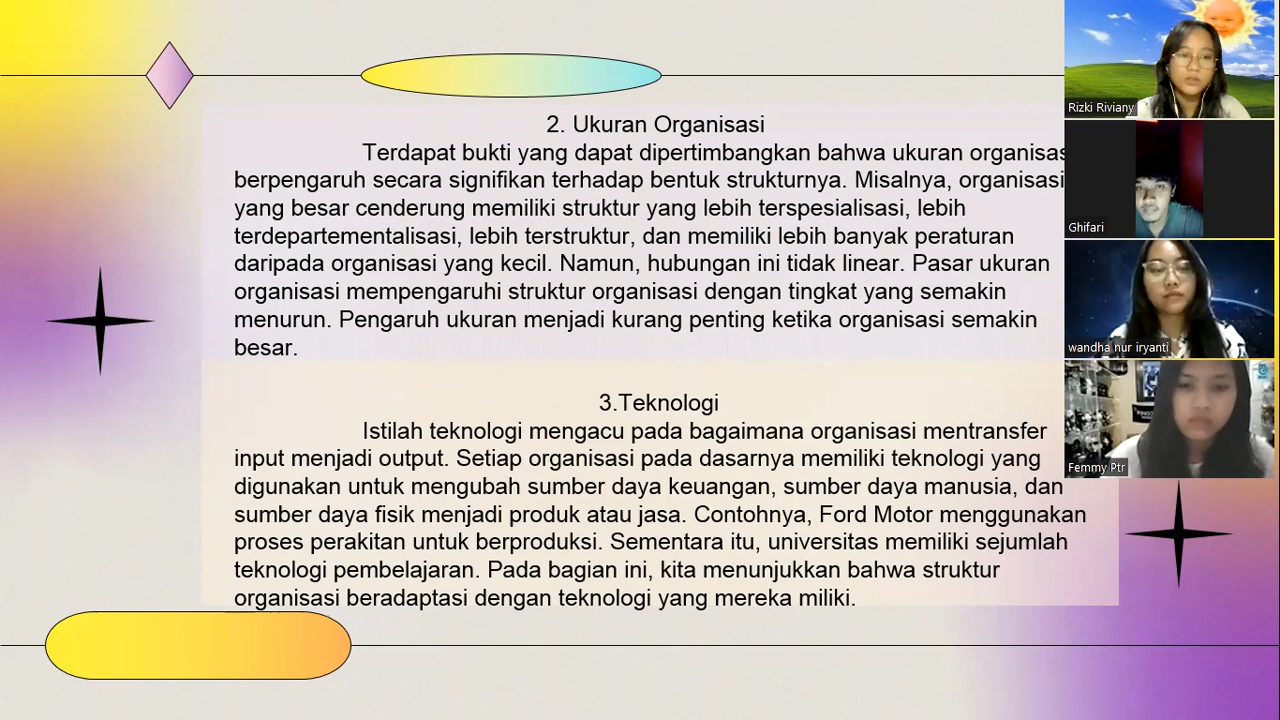 2. Ukuran Organisasi
Terdapat bukti yang dapat dipertimbangkan bahwa ukuran organisas
berpengaruh secara signifikan terhadap bentuk strukturnya. Misalnya, organisasi
yang besar cenderung memiliki struktur yang lebih terspesialisasi, lebih
terdepartementalisasi, lebih terstruktur, dan memiliki lebih banyak peraturan
daripada organisasi yang kecil. Namun, hubungan ini tidak linear. Pasar ukuran
organisasi mempengaruhi struktur organisasi dengan tingkat yang semakin
menurun. Pengaruh ukuran menjadi kurang penting ketika organisasi semakin
besar.
3.Teknologi
Istilah teknologi mengacu pada bagaimana organisasi mentransfer
input menjadi output. Setiap organisasi pada dasarnya memiliki teknologi yang
digunakan untuk mengubah sumber daya keuangan, sumber daya manusia, dan
sumber daya fisik menjadi produk atau jasa. Contohnya, Ford Motor menggunakan
proses perakitan untuk berproduksi. Sementara itu, universitas memiliki sejumlah
teknologi pembelajaran. Pada bagian ini, kita menunjukkan bahwa struktur
organisasi beradaptasi dengan teknologi yang mereka miliki.
Rizki Riviany
Ghifari
wandha nur iryanti
Femmy Ptr